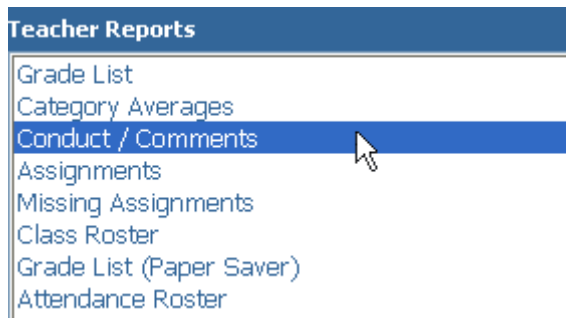 Teacher Reports
Grade List
Category Averages
Conduct / Comments
Assignments
Missing Assignments
Class Roster
Grade List (Paper Saver)
Attendance Roster